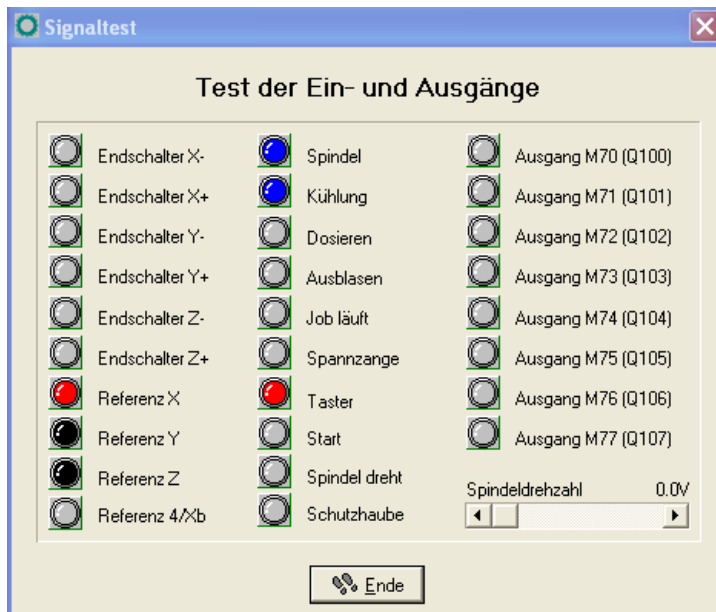 Signaltest
Test der Ein- und Ausgänge
Endschalter X-
Endschalter X+
Endschalter Y-
Endschalter Y+
Endschalter Z-
Endschalter Z+
Referenz X
Referenz Y
Referenz Z
Referenz 4/Xb
Spindel
Kühlung
Dosieren
Ausblasen
Job läuft
Spannzange
Taster
Start
Spindel dreht
Schutzhaube
Ausgang M70 (Q100)
Ausgang M71 (Q101)
Ausgang M72 (Q102)
Ausgang M73 (Q103)
Ausgang M74 (Q104)
Ausgang M75 (Q105)
Ausgang M76 (Q106)
Ausgang M77 (Q107)
Spindeldrehzahl 0.0V
Ende